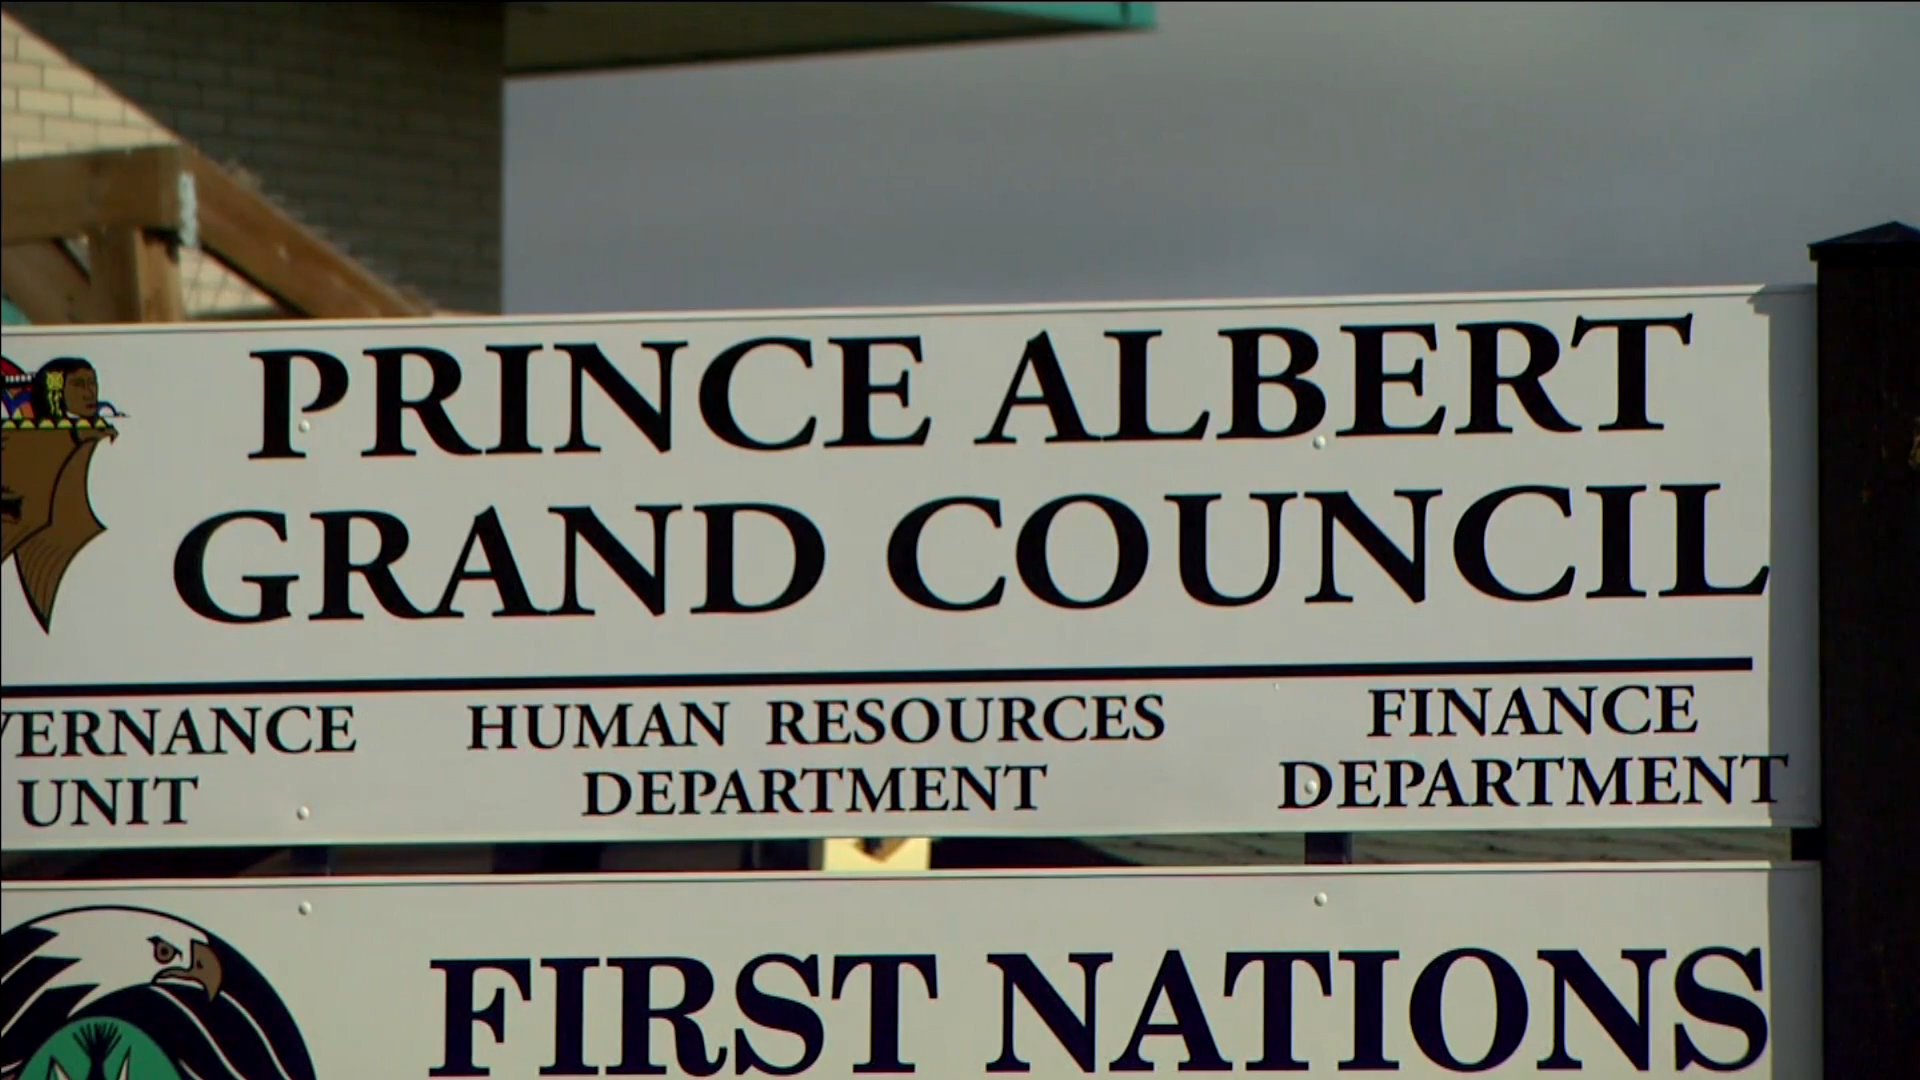 PRINCE ALBERT
GRAND COUNCIL
VERNANCE
UNIT
HUMAN RESOURCES
DEPARTMENT
FINANCE
DEPARTMENT
FIRST NATIONS